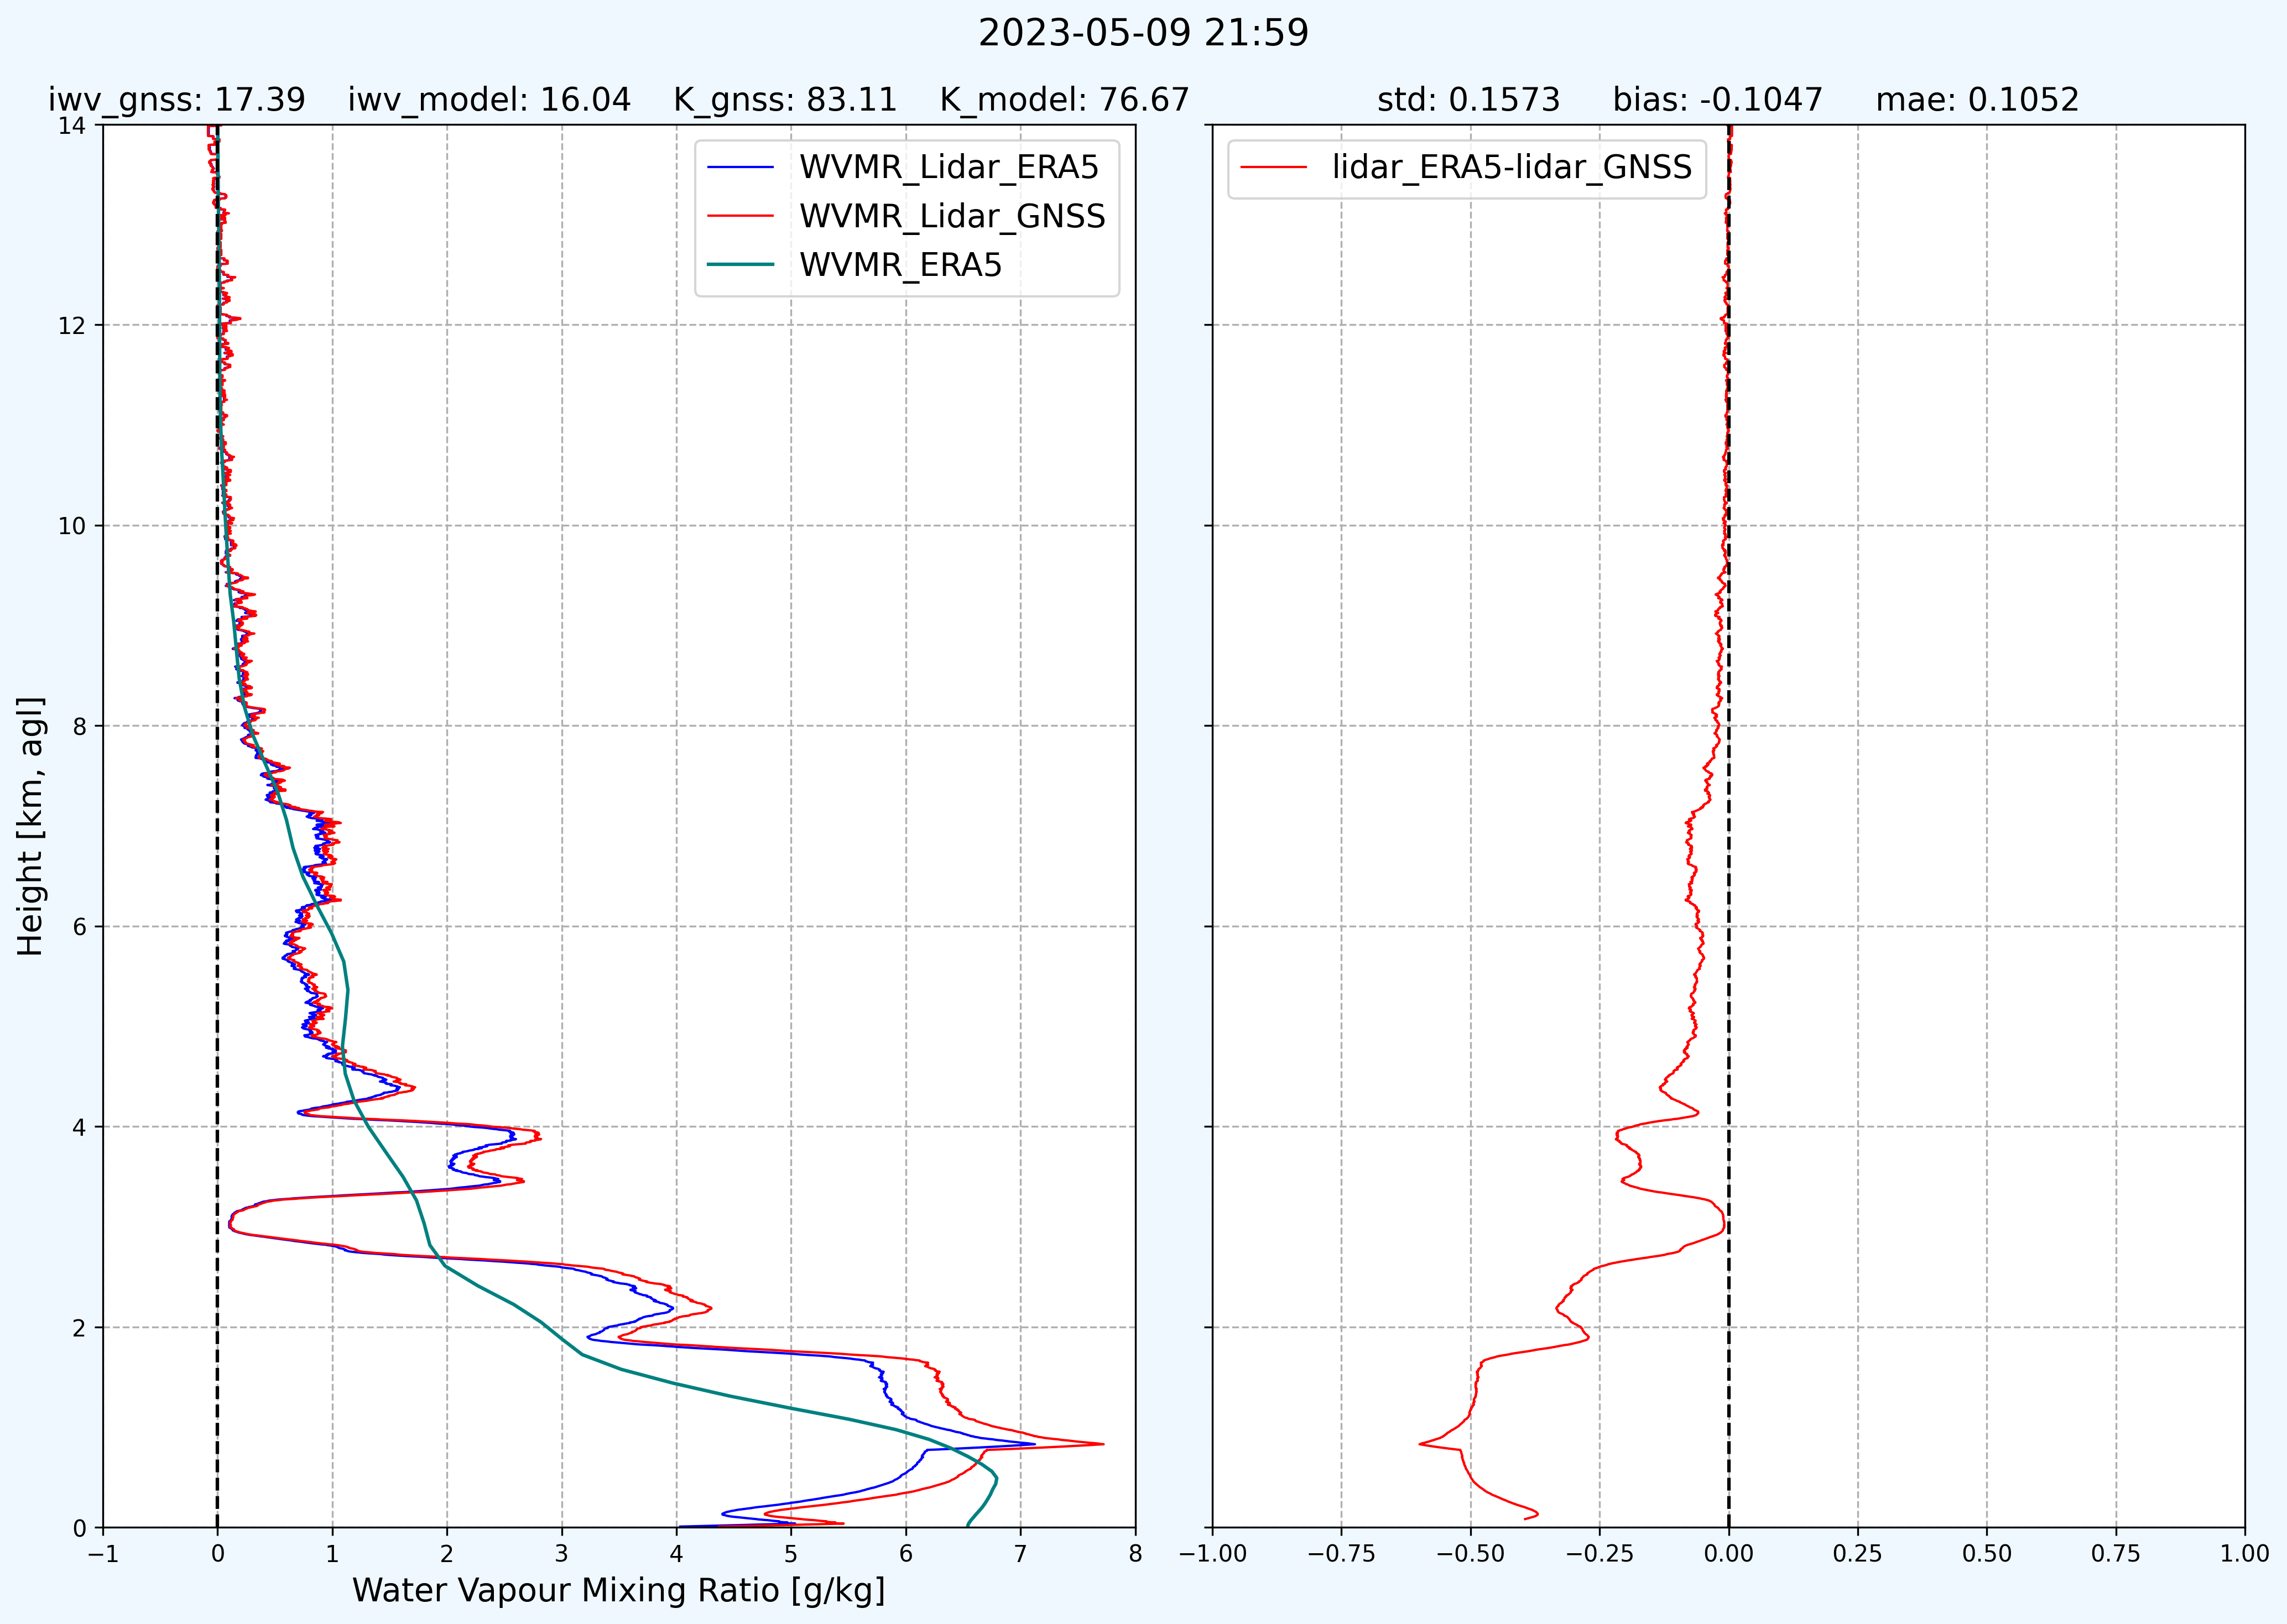 2023-05-09 21:59
iwv_gnss: 17.39 iwv_model: 16.04 K_gnss: 83.11 K_model: 76.67
std: 0.1573 bias: -0.1047 mae: 0.1052
WVMR_Lidar_ERA5
WVMR_Lidar_GNSS
WVMR_ERA5
lidar_ERA5-lidar_GNSS
Height [km, agl]
14
12
10
8
6
4
2
0
−1 0 1 2 3 4 5 6 7 8
−1.00 −0.75 −0.50 −0.25 0.00 0.25 0.50 0.75 1.00
Water Vapour Mixing Ratio [g/kg]